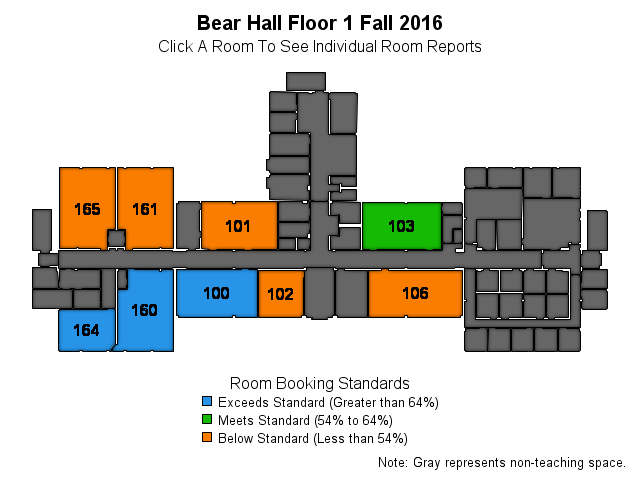 Bear Hall Floor 1 Fall 2016
Click A Room To See Individual Room Reports
165
161
101
103
100
102
106
160
164
Room Booking Standards
Exceeds Standard (Greater than 64%)
Meets Standard (54% to 64%)
Below Standard (Less than 54%)
Note: Gray represents non-teaching space.